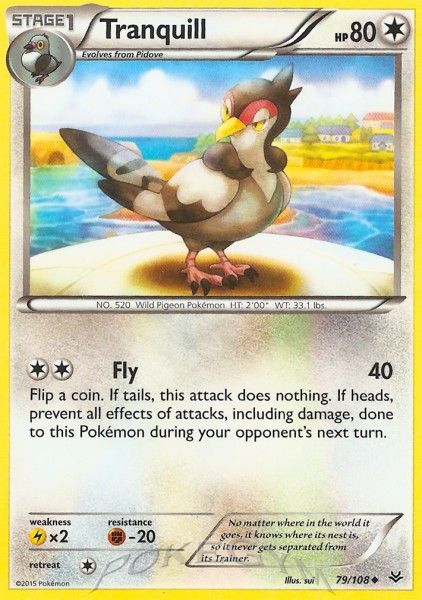 STAGE1
Tranquill
HP 80
Evolves from Pidove
NO. 520 Wild Pigeon Pokémon HT: 2'00" WT: 33.1 lbs.
Fly 40
Flip a coin. If tails, this attack does nothing. If heads,
prevent all effects of attacks, including damage, done
to this Pokémon during your opponent's next turn.
weakness
×2
resistance
-20
retreat
No matter where in the world it
goes, it knows where its nest is,
so it never gets separated from
its Trainer.
©2015 Pokémon
Illus. sui
79/108